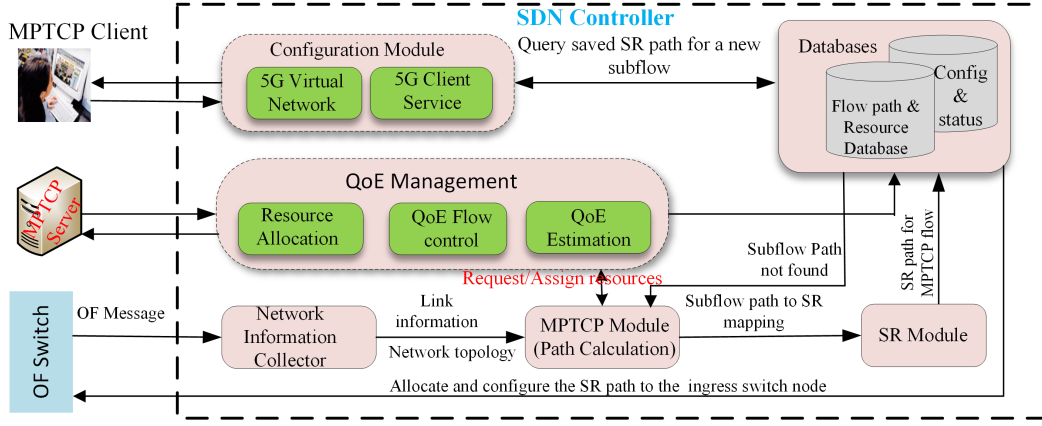 SDN Controller
MPTCP Client
Configuration Module
5G Virtual
Network
5G Client
Service
Query saved SR path for a new
subflow
Databases
Config
&
status
Flow path &
Resource
Database
MPTCP
Server
QoE Management
Resource
Allocation
QoE Flow
control
QoE
Estimation
Request/Assign resources
Subflow Path
not found
SR path for
MPTCP flow
OF Switch
OF Message
Network
Information
Collector
Link
information
Network topology
MPTCP Module
(Path Calculation)
Subflow path to SR
mapping
SR Module
Allocate and configure the SR path to the ingress switch node